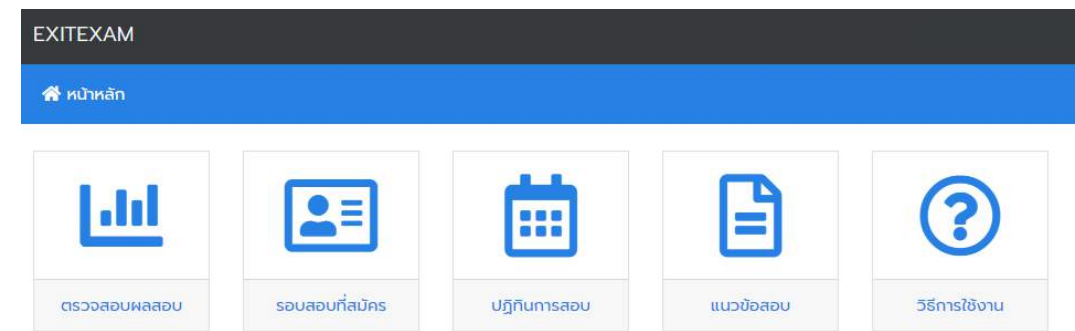 EXITEXAM
หน้าหลัก
ตรวจสอบผลสอบ
รอบสอบที่สมัคร
ปฏิทินการสอบ
แนวข้อสอบ
วิธีการใช้งาน